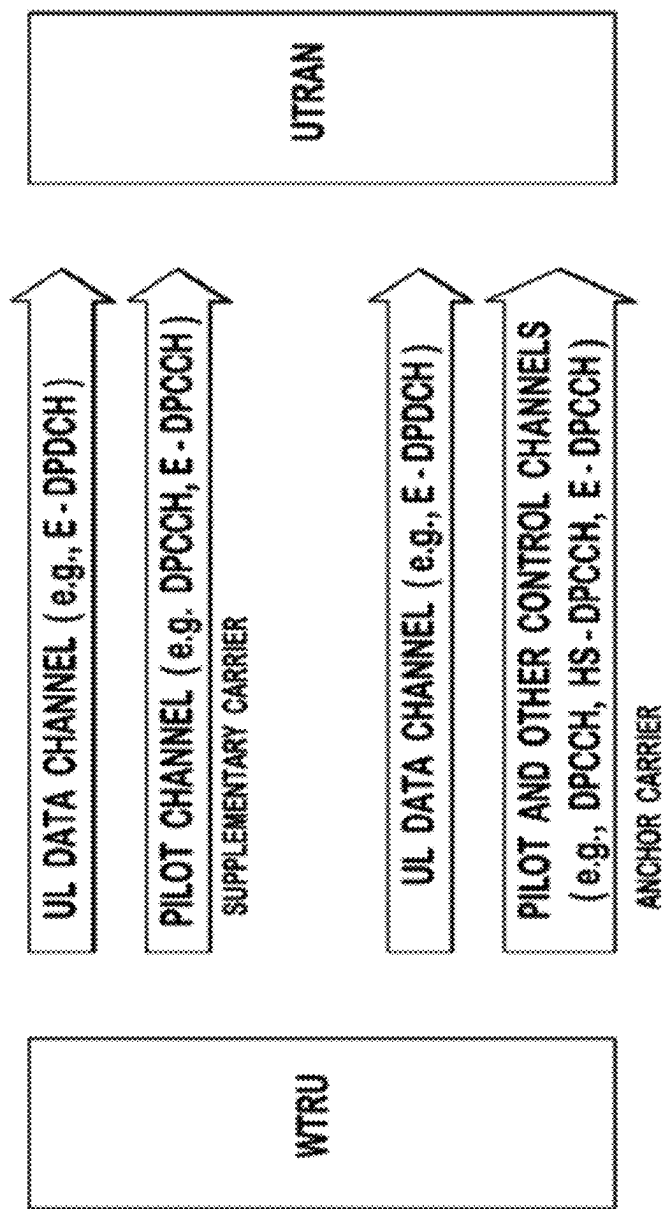 UTRAN
UL DATA CHANNEL (e.g., E-DPDCH)
PILOT CHANNEL (e.g. DPCCH, E-DPCCH)
SUPPLEMENTARY CARRIER
UL DATA CHANNEL (e.g., E-DPDCH)
PILOT AND OTHER CONTROL CHANNELS
(e.g., DPCCH, HS-DPCCH, E-DPCCH)
ANCHOR CARRIER
WTRU